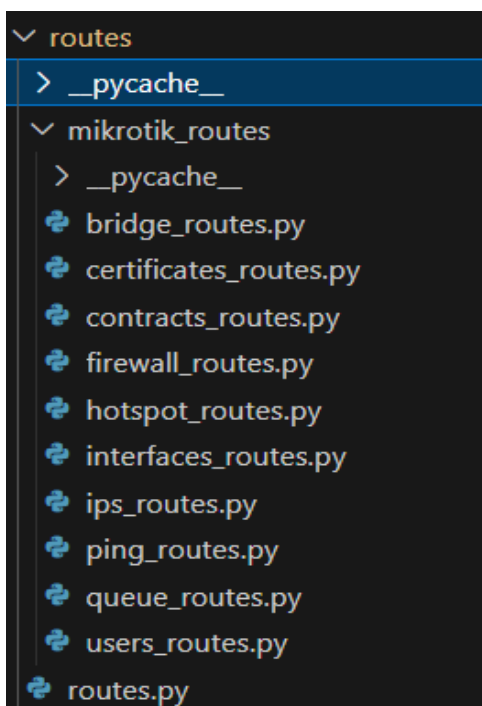 routes
__pycache__
mikrotik_routes
__pycache__
bridge_routes.py
certificates_routes.py
contracts_routes.py
firewall_routes.py
hotspot_routes.py
interfaces_routes.py
ips_routes.py
ping_routes.py
queue_routes.py
users_routes.py
routes.py